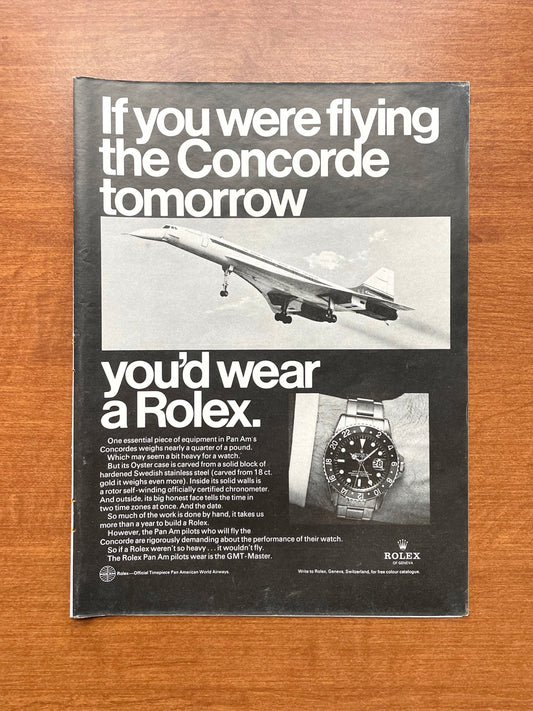 If you were flying
the Concorde
tomorrow
you'd wear
a Rolex.
One essential piece of equipment in Pan Am's
Concordes weighs nearly a quarter of a pound.
Which may seem a bit heavy for a watch.
But its Oyster case is carved from a solid block of
hardened Swedish stainless steel (carved from 18 ct.
gold it weighs even more). Inside its solid walls is
a rotor self-winding officially certified chronometer.
And outside, its big honest face tells the time in
two time zones at once. And the date.
So much of the work is done by hand, it takes us
more than a year to build a Rolex.
However, the Pan Am pilots who will fly the
Concorde are rigorously demanding about the performance of their watch.
So if a Rolex weren't so heavy... it wouldn't fly.
The Rolex Pan Am pilots wear is the GMT-Master.
ROLEX
OF GENEVA
Rolex—Official Timepiece Pan American World Airways.
Write to Rolex, Geneva, Switzerland, for free colour catalogue.